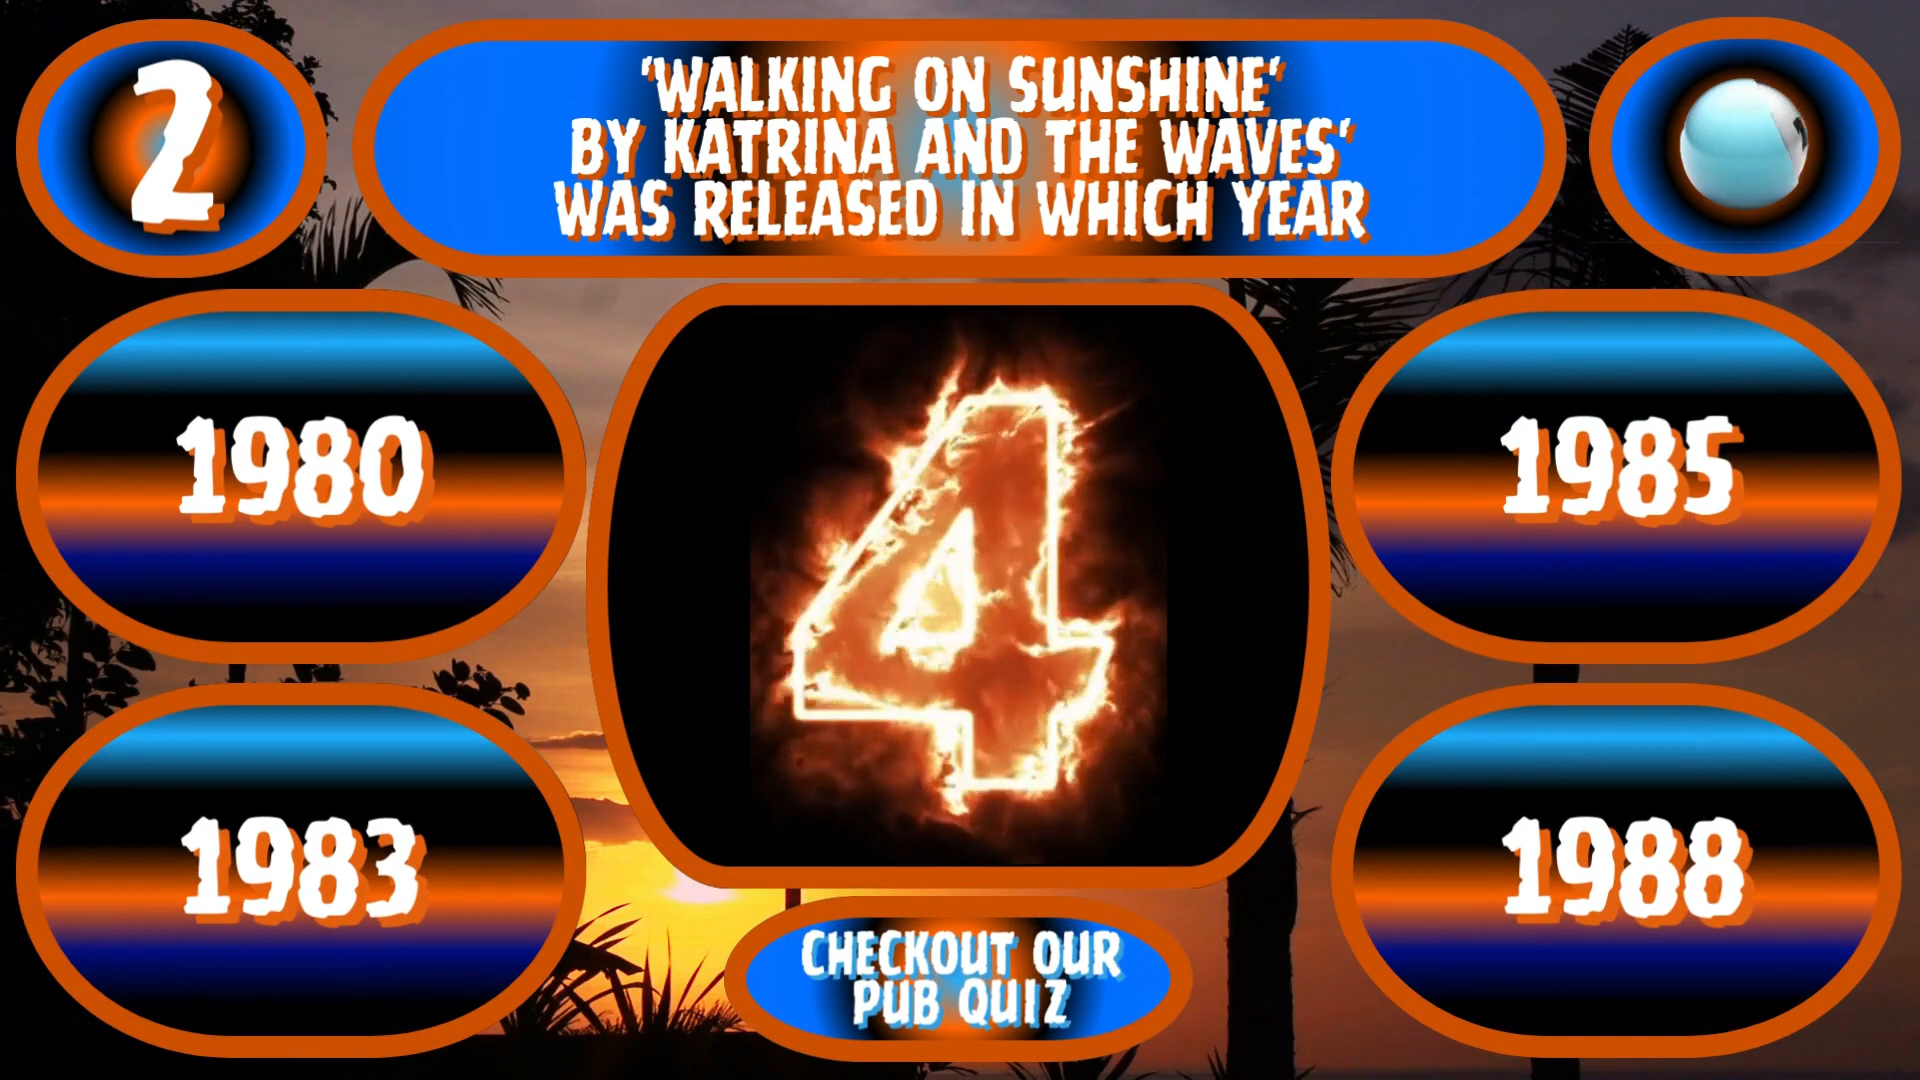 2
'WALKING ON SUNSHINE'
BY KATRINA AND THE WAVES'
WAS RELEASED IN WHICH YEAR
1980
4
1985
1983
1988
CHECKOUT OUR
PUB QUIZ